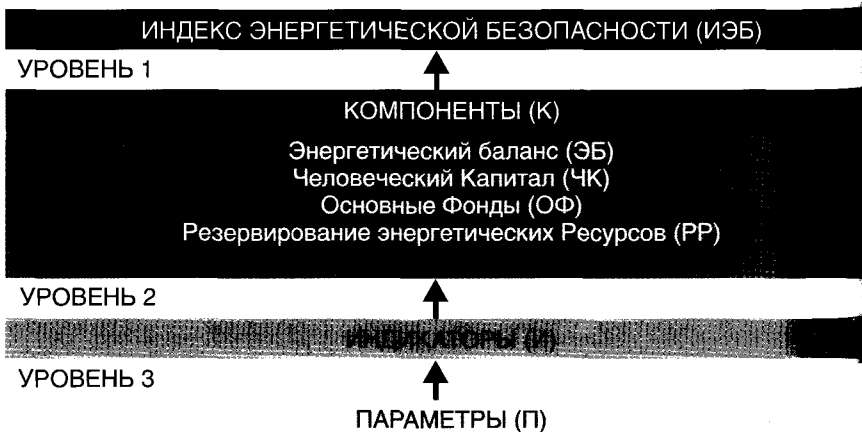 ИНДЕКС ЭНЕРГЕТИЧЕСКОЙ БЕЗОПАСНОСТИ (ИЭБ)
УРОВЕНЬ 1
КОМПОНЕНТЫ (К)
Энергетический баланс (ЭБ)
Человеческий Капитал (ЧК)
Основные Фонды (ОФ)
Резервирование энергетических Ресурсов (РР)
УРОВЕНЬ 2
ИНДИКАТОРЫ (И)
УРОВЕНЬ 3
ПАРАМЕТРЫ (П)